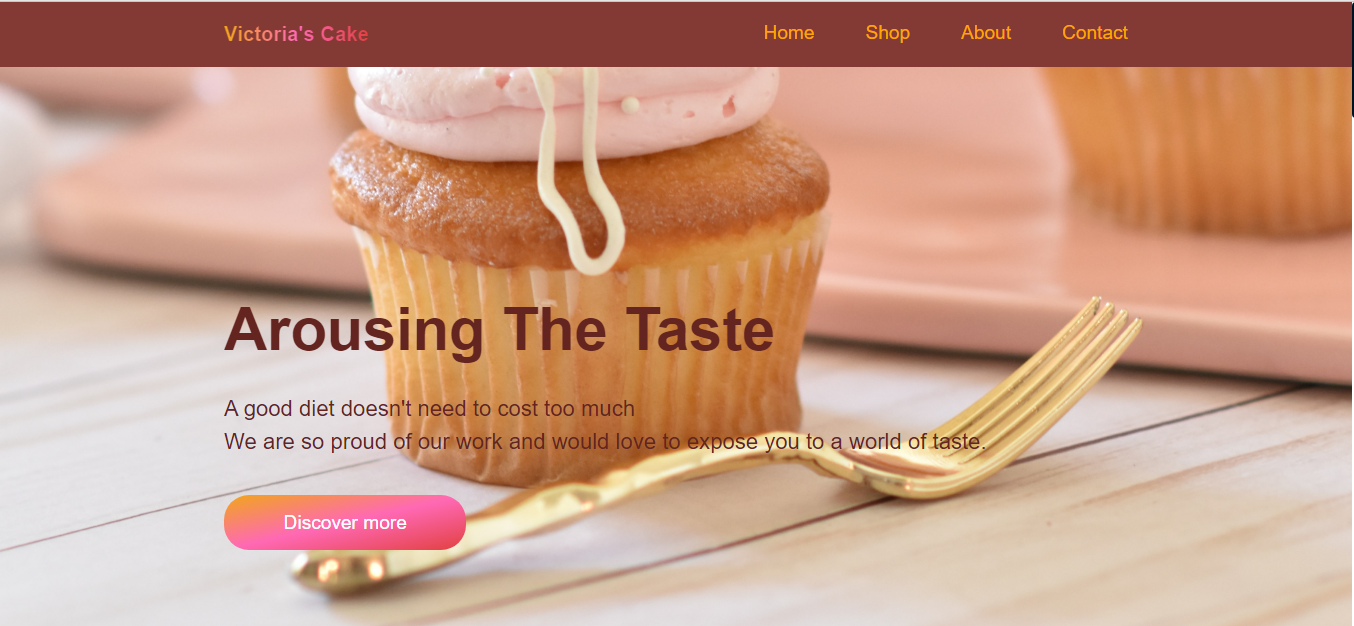 Victoria's Cake
Home Shop About Contact
Arousing The Taste
A good diet doesn't need to cost too much
We are so proud of our work and would love to expose you to a world of taste.
Discover more